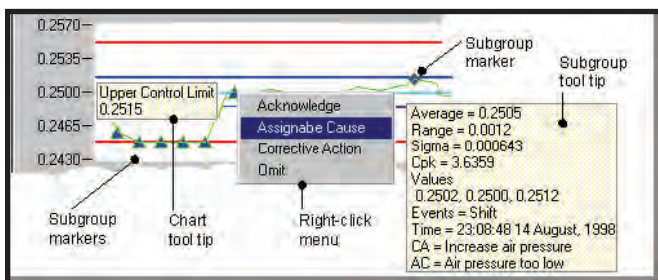 0.2570
0.2535
0.2500
0.2465
0.2430
Upper Control Limit
0.2515
Acknowledge
Assignabe Cause
Corrective Action
Omit
Subgroup
marker
Subgroup
tool tip
Average = 0.2505
Range = 0.0012
Sigma = 0.000643
Cpk = 3.6359
Values
0.2502, 0.2500, 0.2512
Events = Shift
Time = 23:08:48 14 August, 1998
CA = Increase air pressure
AC = Air pressure too low
Subgroup
markers
Chart
tool tip
Right-click
menu